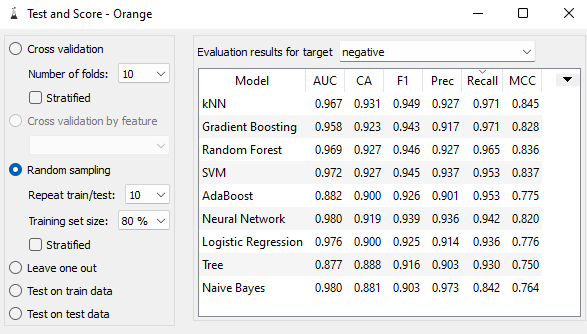 Test and Score - Orange
Cross validation
Number of folds: 10
Stratified
Cross validation by feature
Random sampling
Repeat train/test: 10
Training set size: 80 %
Stratified
Leave one out
Test on train data
Test on test data
Evaluation results for target negative
Model AUC CA F1 Prec Recall MCC
kNN 0.967 0.931 0.949 0.927 0.971 0.845
Gradient Boosting 0.958 0.923 0.943 0.917 0.971 0.828
Random Forest 0.969 0.927 0.946 0.927 0.965 0.836
SVM 0.972 0.927 0.945 0.937 0.953 0.837
AdaBoost 0.882 0.900 0.926 0.901 0.953 0.775
Neural Network 0.980 0.919 0.939 0.936 0.942 0.820
Logistic Regression 0.976 0.900 0.925 0.914 0.936 0.776
Tree 0.877 0.888 0.916 0.903 0.930 0.750
Naive Bayes 0.980 0.881 0.903 0.973 0.842 0.764